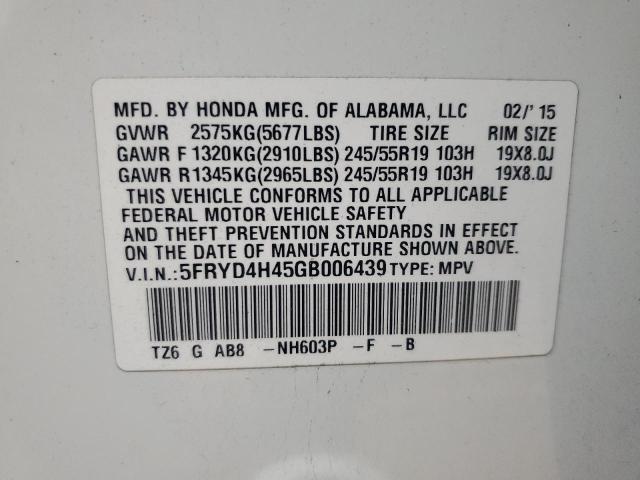 MFD. BY HONDA MFG. OF ALABAMA, LLC 02/' 15
GVWR 2575KG(5677LBS) TIRE SIZE RIM SIZE
GAWR F 1320KG(2910LBS) 245/55R19 103H 19X8.0J
GAWR R1345KG(2965LBS) 245/55R19 103H 19X8.0J
THIS VEHICLE CONFORMS TO ALL APPLICABLE
FEDERAL MOTOR VEHICLE SAFETY
AND THEFT PREVENTION STANDARDS IN EFFECT
ON THE DATE OF MANUFACTURE SHOWN ABOVE.
V.I.N.:5FRYD4H45GB006439 TYPE: MPV
TZ6 G AB8 -NH603P -F -B